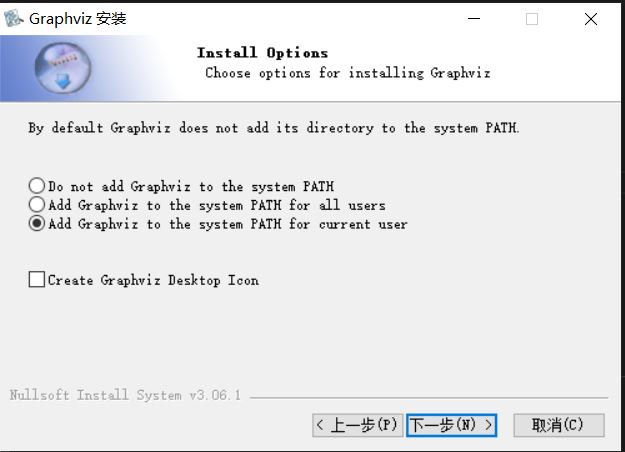 Graphviz 安装
Install Options
Choose options for installing Graphviz
By default Graphviz does not add its directory to the system PATH.
Do not add Graphviz to the system PATH
Add Graphviz to the system PATH for all users
Add Graphviz to the system PATH for current user
Create Graphviz Desktop Icon
Nullsoft Install System v3.06.1
< 上一步(P) 下一步(N) > 取消(C)